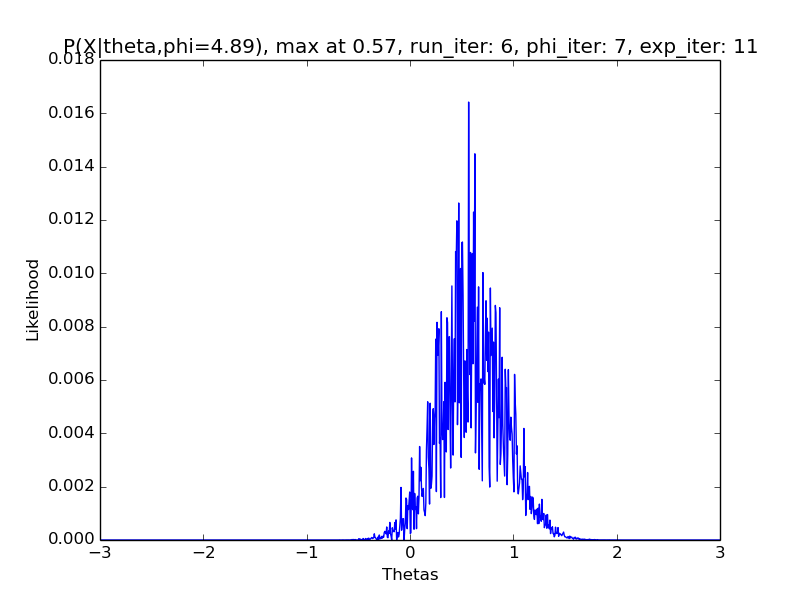 P(X|theta,phi=4.89), max at 0.57, run_iter: 6, phi_iter: 7, exp_iter: 11
0.018
0.016
0.014
0.012
0.010
0.008
0.006
0.004
0.002
0.000
Likelihood
−3 −2 −1 0 1 2 3
Thetas